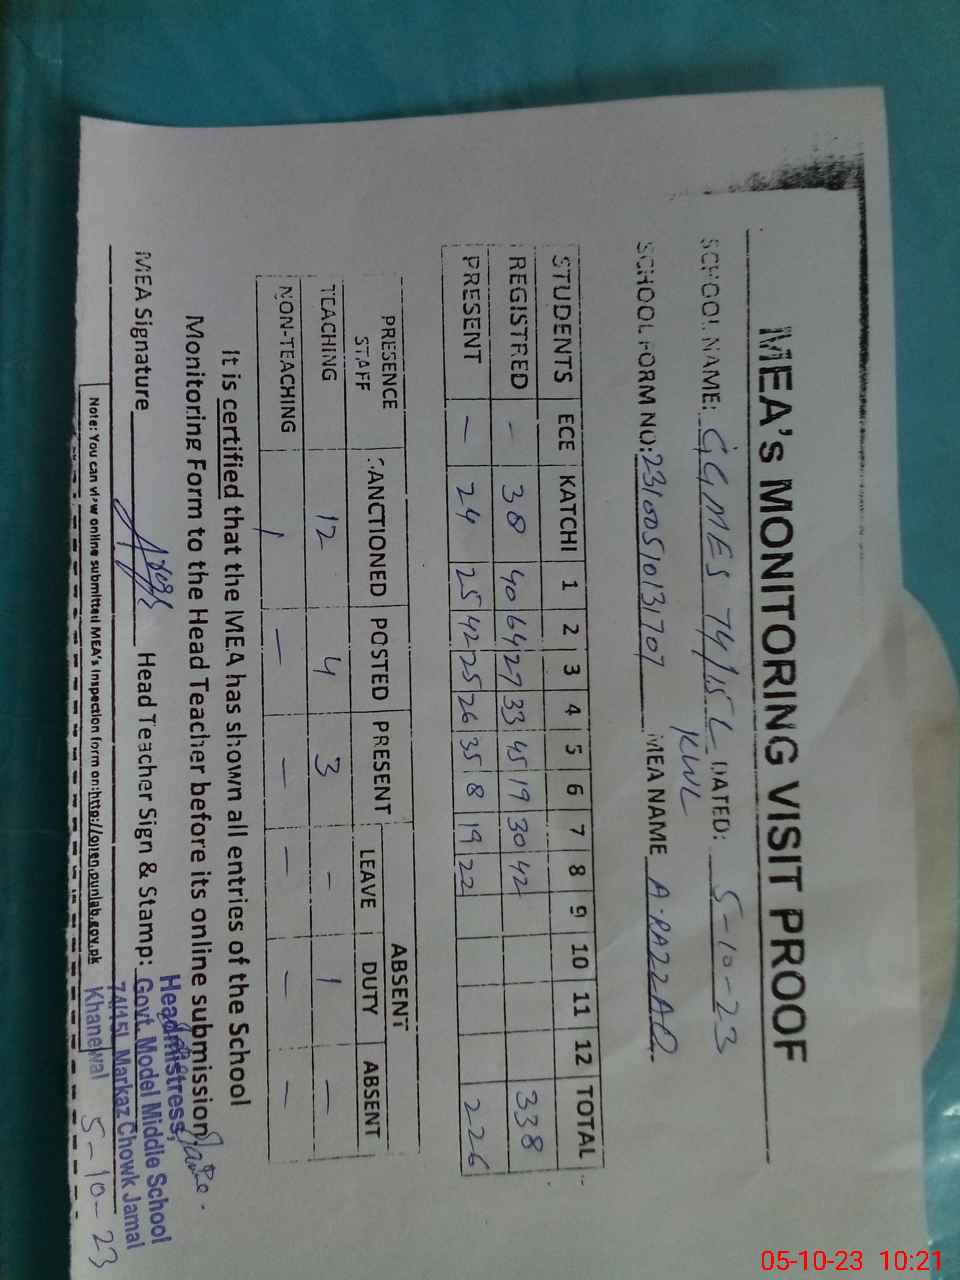 MEA's MONITORING VISIT PROOF
SCHOOL NAME: GGMES 74/15L KWL DATED: 5-10-23
SCHOOL FORM NO: 2310051013707 MEA NAME A.RAZZAQ
STUDENTS ECE KATCHI 1 2 3 4 5 6 7 8 9 10 11 12 TOTAL
REGISTRED - 38 40 64 27 33 45 19 30 42 338
PRESENT - 24 25 42 25 26 35 8 19 22 226
PRESENCE STAFF SANCTIONED POSTED PRESENT ABSENT
LEAVE DUTY ABSENT
TEACHING 12 4 3 - 1 -
NON-TEACHING 1 - - - - -
It is certified that the MEA has shown all entries of the School
Monitoring Form to the Head Teacher before its online submission
MEA Signature Head Teacher Sign & Stamp:
Headmistress,
Govt. Model Middle School
74/15L Markaz Chowk Jamal
Khanewal 5-10-23
Note: You can view online submitted MEA's inspection form on:
05-10-23 10:21